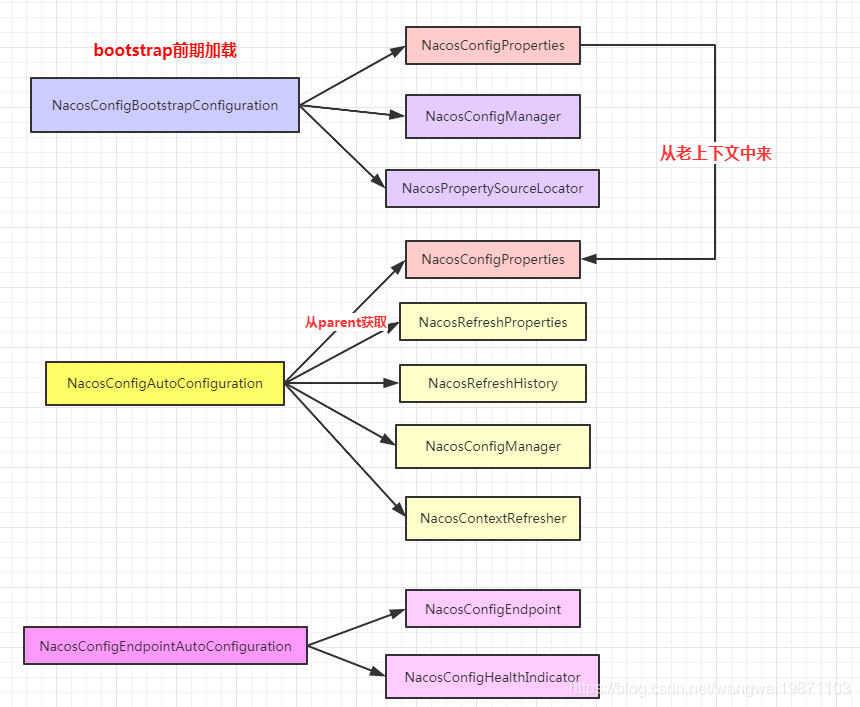 bootstrap前期加载
NacosConfigBootstrapConfiguration
NacosConfigProperties
NacosConfigManager
NacosPropertySourceLocator
从老上下文中来
NacosConfigProperties
从parent获取
NacosRefreshProperties
NacosConfigAutoConfiguration
NacosRefreshHistory
NacosConfigManager
NacosContextRefresher
NacosConfigEndpointAutoConfiguration
NacosConfigEndpoint
NacosConfigHealthIndicator
https://blog.csdn.net/wangwei19871103